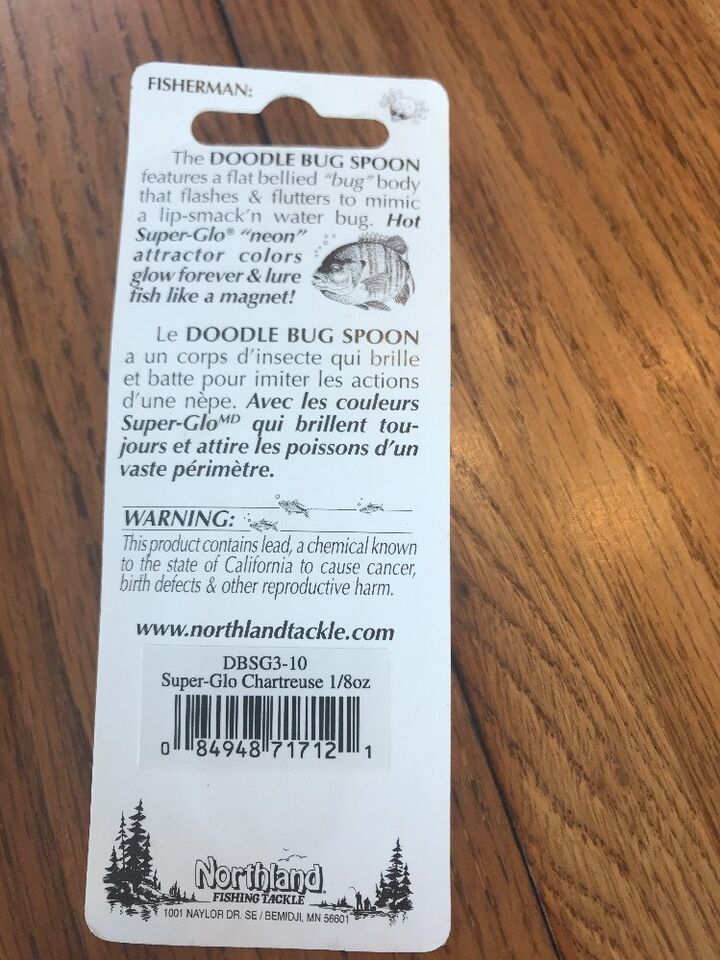 FISHERMAN:
The DOODLE BUG SPOON
features a flat bellied "bug" body
that flashes & flutters to mimic
a lip-smack'n water bug. Hot
Super-Glo® "neon"
attractor colors
glow forever & lure
fish like a magnet!
Le DOODLE BUG SPOON
a un corps d'insecte qui brille
et batte pour imiter les actions
d'une nèpe. Avec les couleurs
Super-Glo MD qui brillent tou-
jours et attire les poissons d'un
vaste périmètre.
WARNING:
This product contains lead, a chemical known
to the state of California to cause cancer,
birth defects & other reproductive harm.
www.northlandtackle.com
DBSG3-10
Super-Glo Chartreuse 1/8oz
0 84948 71712 1
Northland
FISHING TACKLE
1001 NAYLOR DR. SE / BEMIDJI, MN 56601